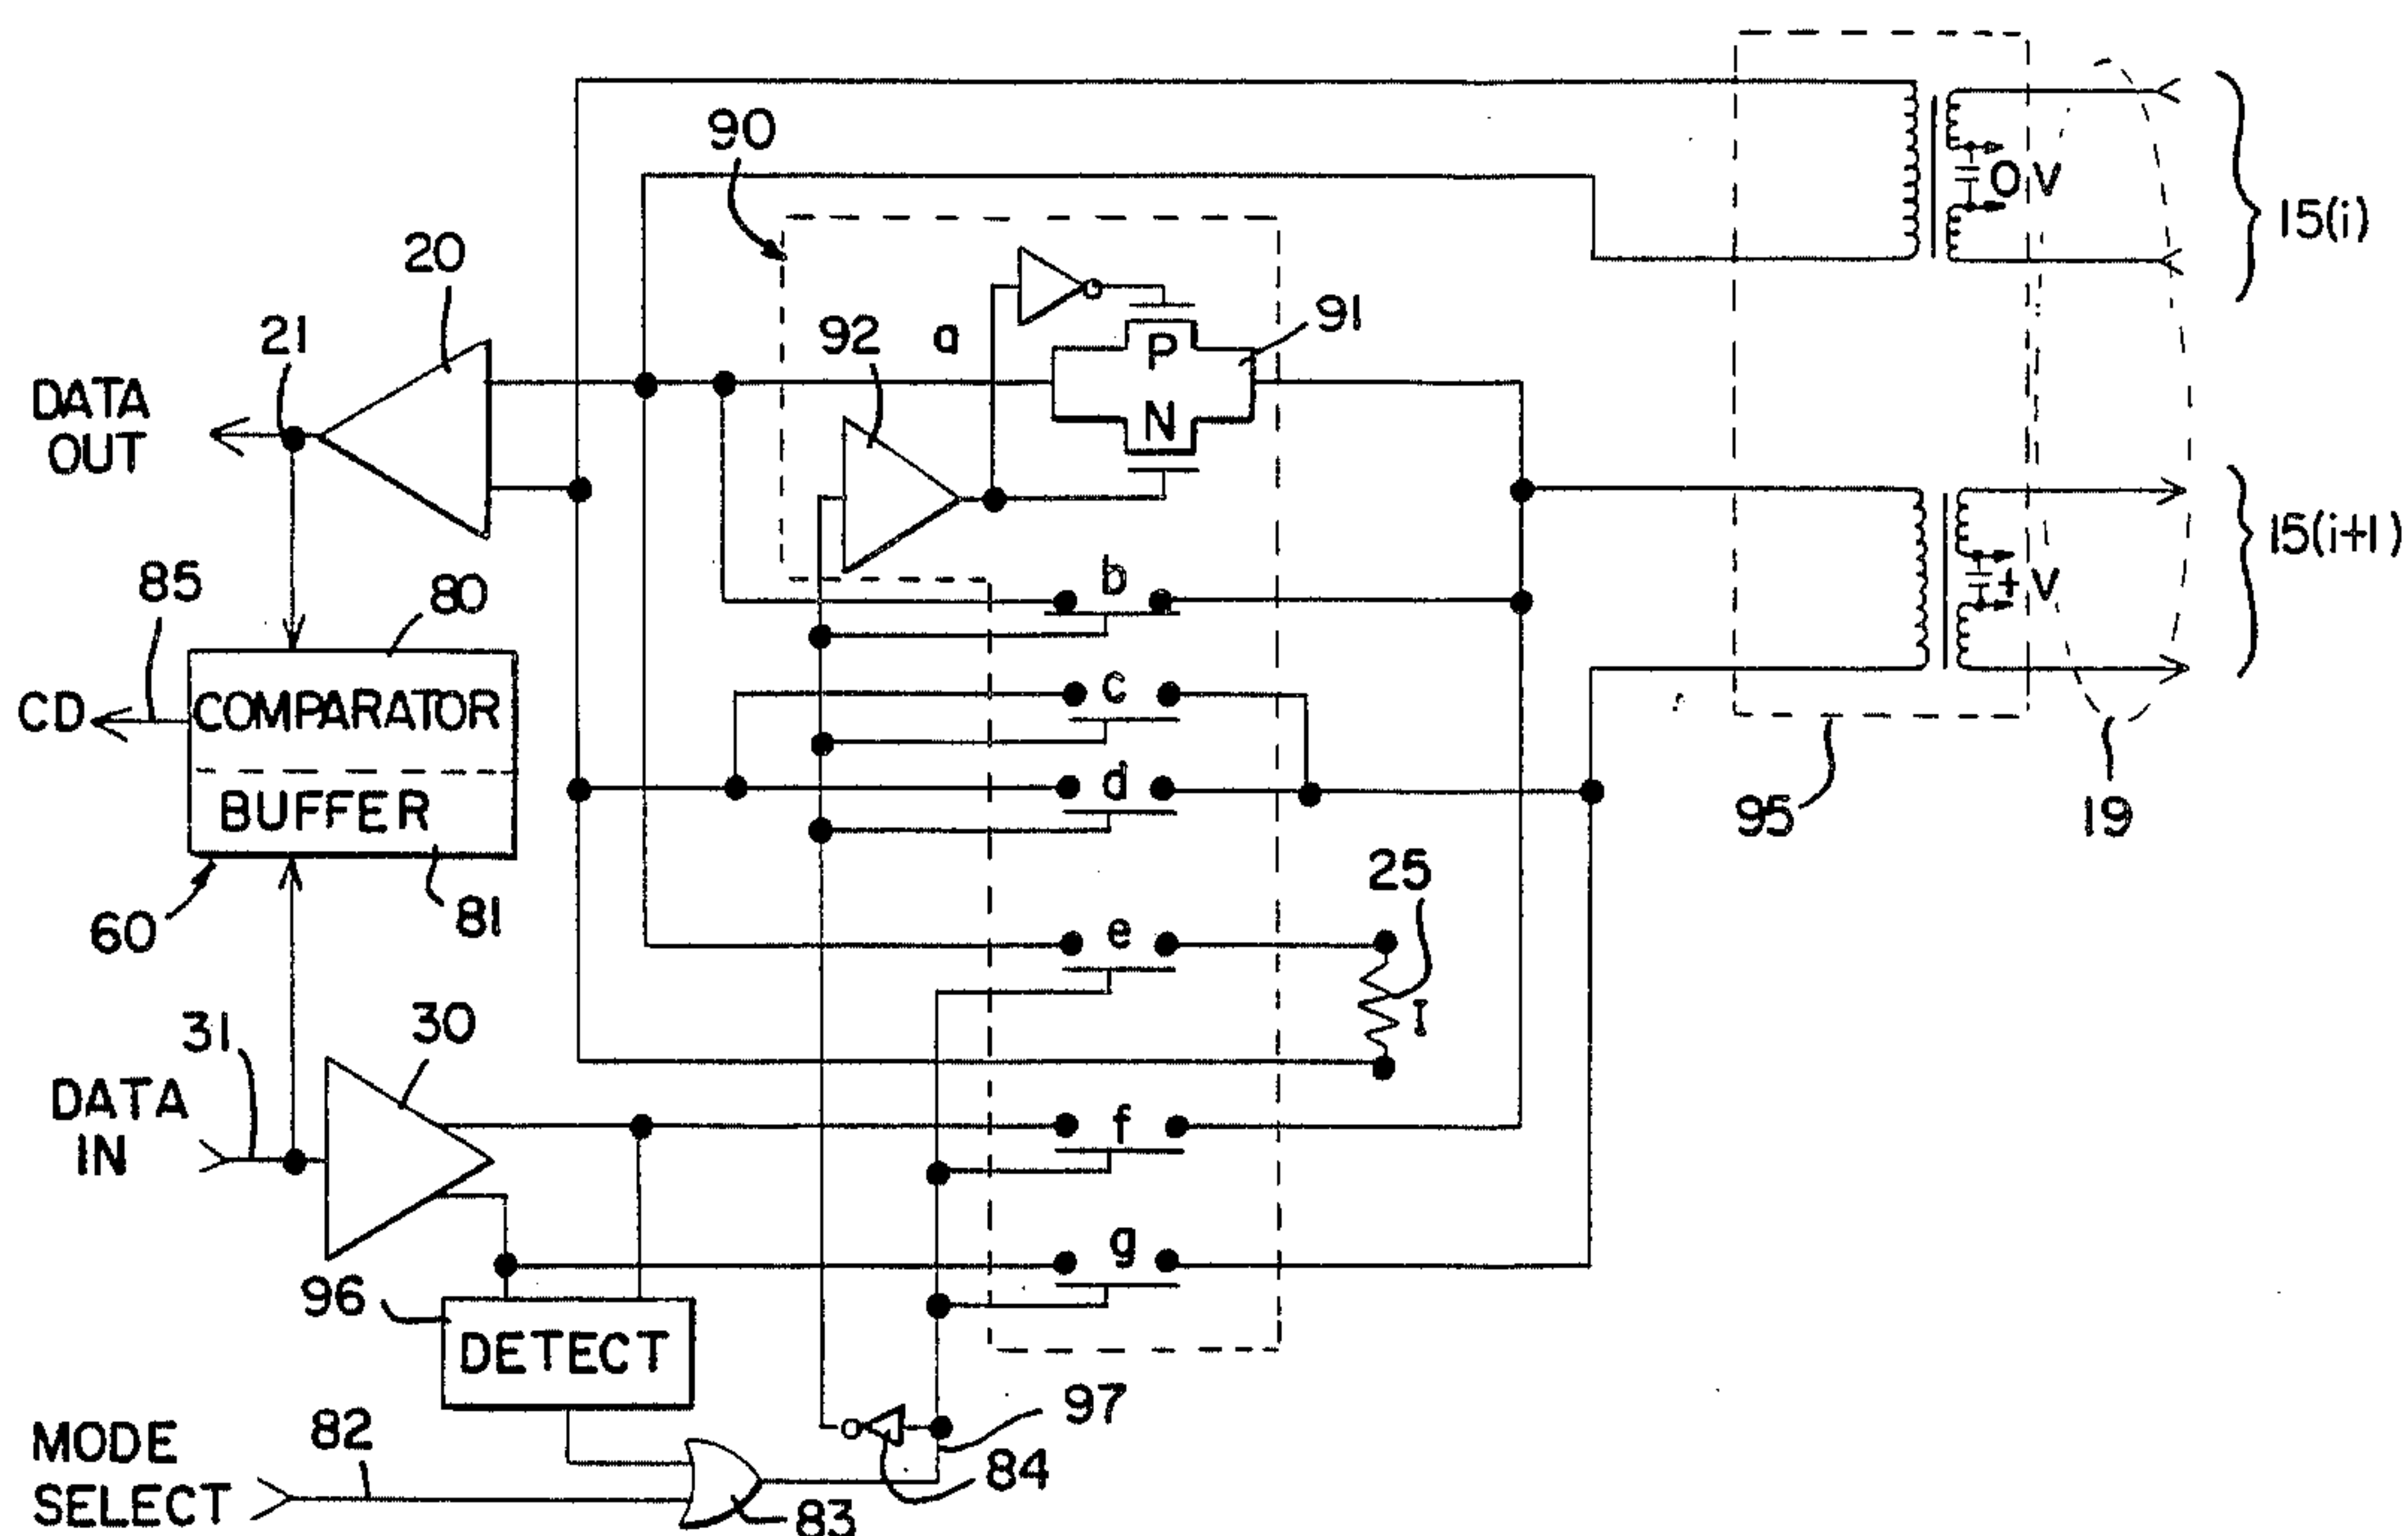 90
0 V
15(i)
20
91
92
a
21
P
DATA
OUT
N
15(i+1)
b
+ V
85
80
c
CD
COMPARATOR
d
BUFFER
95
19
25
60
81
e
I
31
30
DATA
IN
f
g
96
DETECT
97
MODE
SELECT
82
84
83